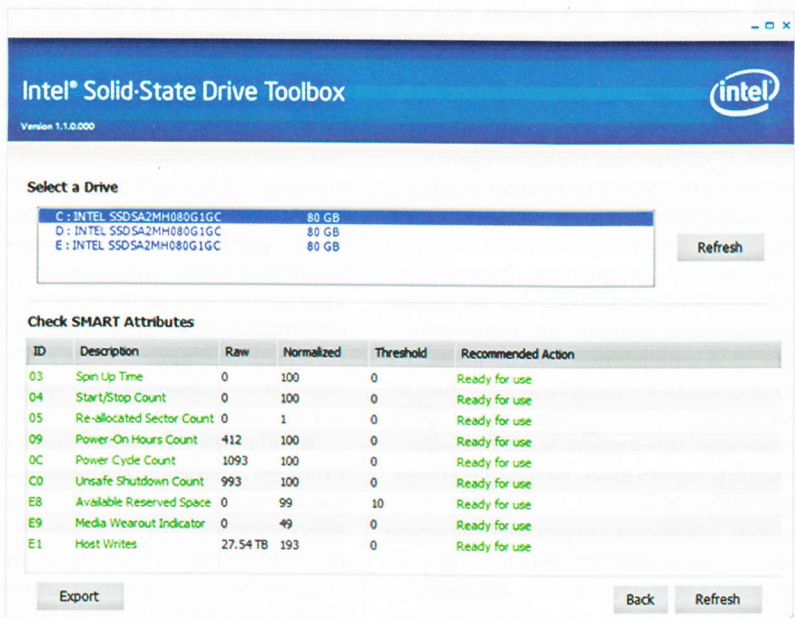 Intel® Solid-State Drive Toolbox
intel
Version 1.1.0.000
Select a Drive
C : INTEL SSDSA2MH080G1GC 80 GB
D : INTEL SSDSA2MH080G1GC 80 GB
E : INTEL SSDSA2MH080G1GC 80 GB
Refresh
Check SMART Attributes
ID Description Raw Normalized Threshold Recommended Action
03 Spin Up Time 0 100 0 Ready for use
04 Start/Stop Count 0 100 0 Ready for use
05 Re-allocated Sector Count 0 1 0 Ready for use
09 Power-On Hours Count 412 100 0 Ready for use
0C Power Cycle Count 1093 100 0 Ready for use
C0 Unsafe Shutdown Count 993 100 0 Ready for use
E8 Available Reserved Space 0 99 10 Ready for use
E9 Media Wearout Indicator 0 49 0 Ready for use
E1 Host Writes 27.54 TB 193 0 Ready for use
Export Back Refresh